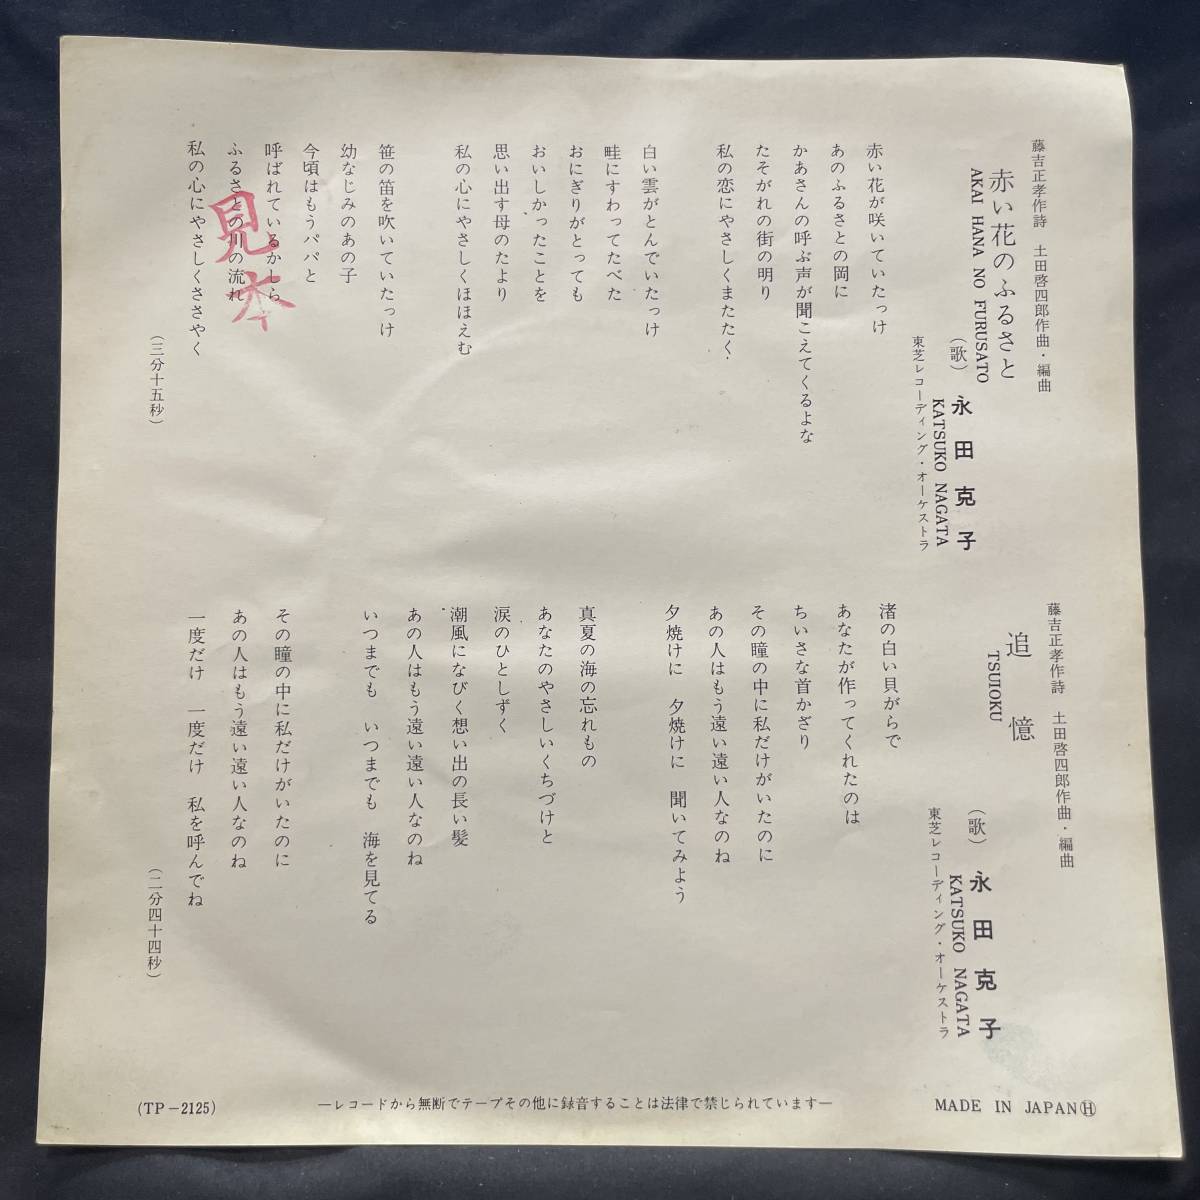 藤吉正孝作詩　土田啓四郎作曲・編曲
赤い花のふるさと
AKAI HANA NO FURUSATO
（歌）　永田克子
KATSUKO NAGATA
東芝レコーディング・オーケストラ
赤い花が咲いていたっけ
あのふるさとの岡に
かあさんの呼ぶ声が聞こえてくるよな
たそがれの街の明り
私の恋にやさしくまたたく
白い雲がとんでいたっけ
畦にすわってたべた
おにぎりがとっても
おいしかったことを
思い出す母のたより
私の心にやさしくほほえむ
笹の笛を吹いていたっけ
幼なじみのあの子
今頃はもうパパと
呼ばれているかしら
ふるさとの川の流れ
私の心にやさしくささやく
（三分十五秒）
見本
藤吉正孝作詩　土田啓四郎作曲・編曲
追憶
TSUIOKU
（歌）　永田克子
KATSUKO NAGATA
東芝レコーディング・オーケストラ
渚の白い貝がらで
あなたが作ってくれたのは
ちいさな首かざり
その瞳の中に私だけがいたのに
あの人はもう遠い遠い人なのね
夕焼けに　夕焼けに　聞いてみよう
真夏の海の忘れもの
あなたのやさしいくちづけと
涙のひとしずく
潮風になびく想い出の長い髪
あの人はもう遠い遠い人なのね
いつまでも　いつまでも　海を見てる
その瞳の中に私だけがいたのに
あの人はもう遠い遠い人なのね
一度だけ　一度だけ　私を呼んでね
（二分四十四秒）
(TP－2125)
―レコードから無断でテープその他に録音することは法律で禁じられています―
MADE IN JAPAN Ⓗ